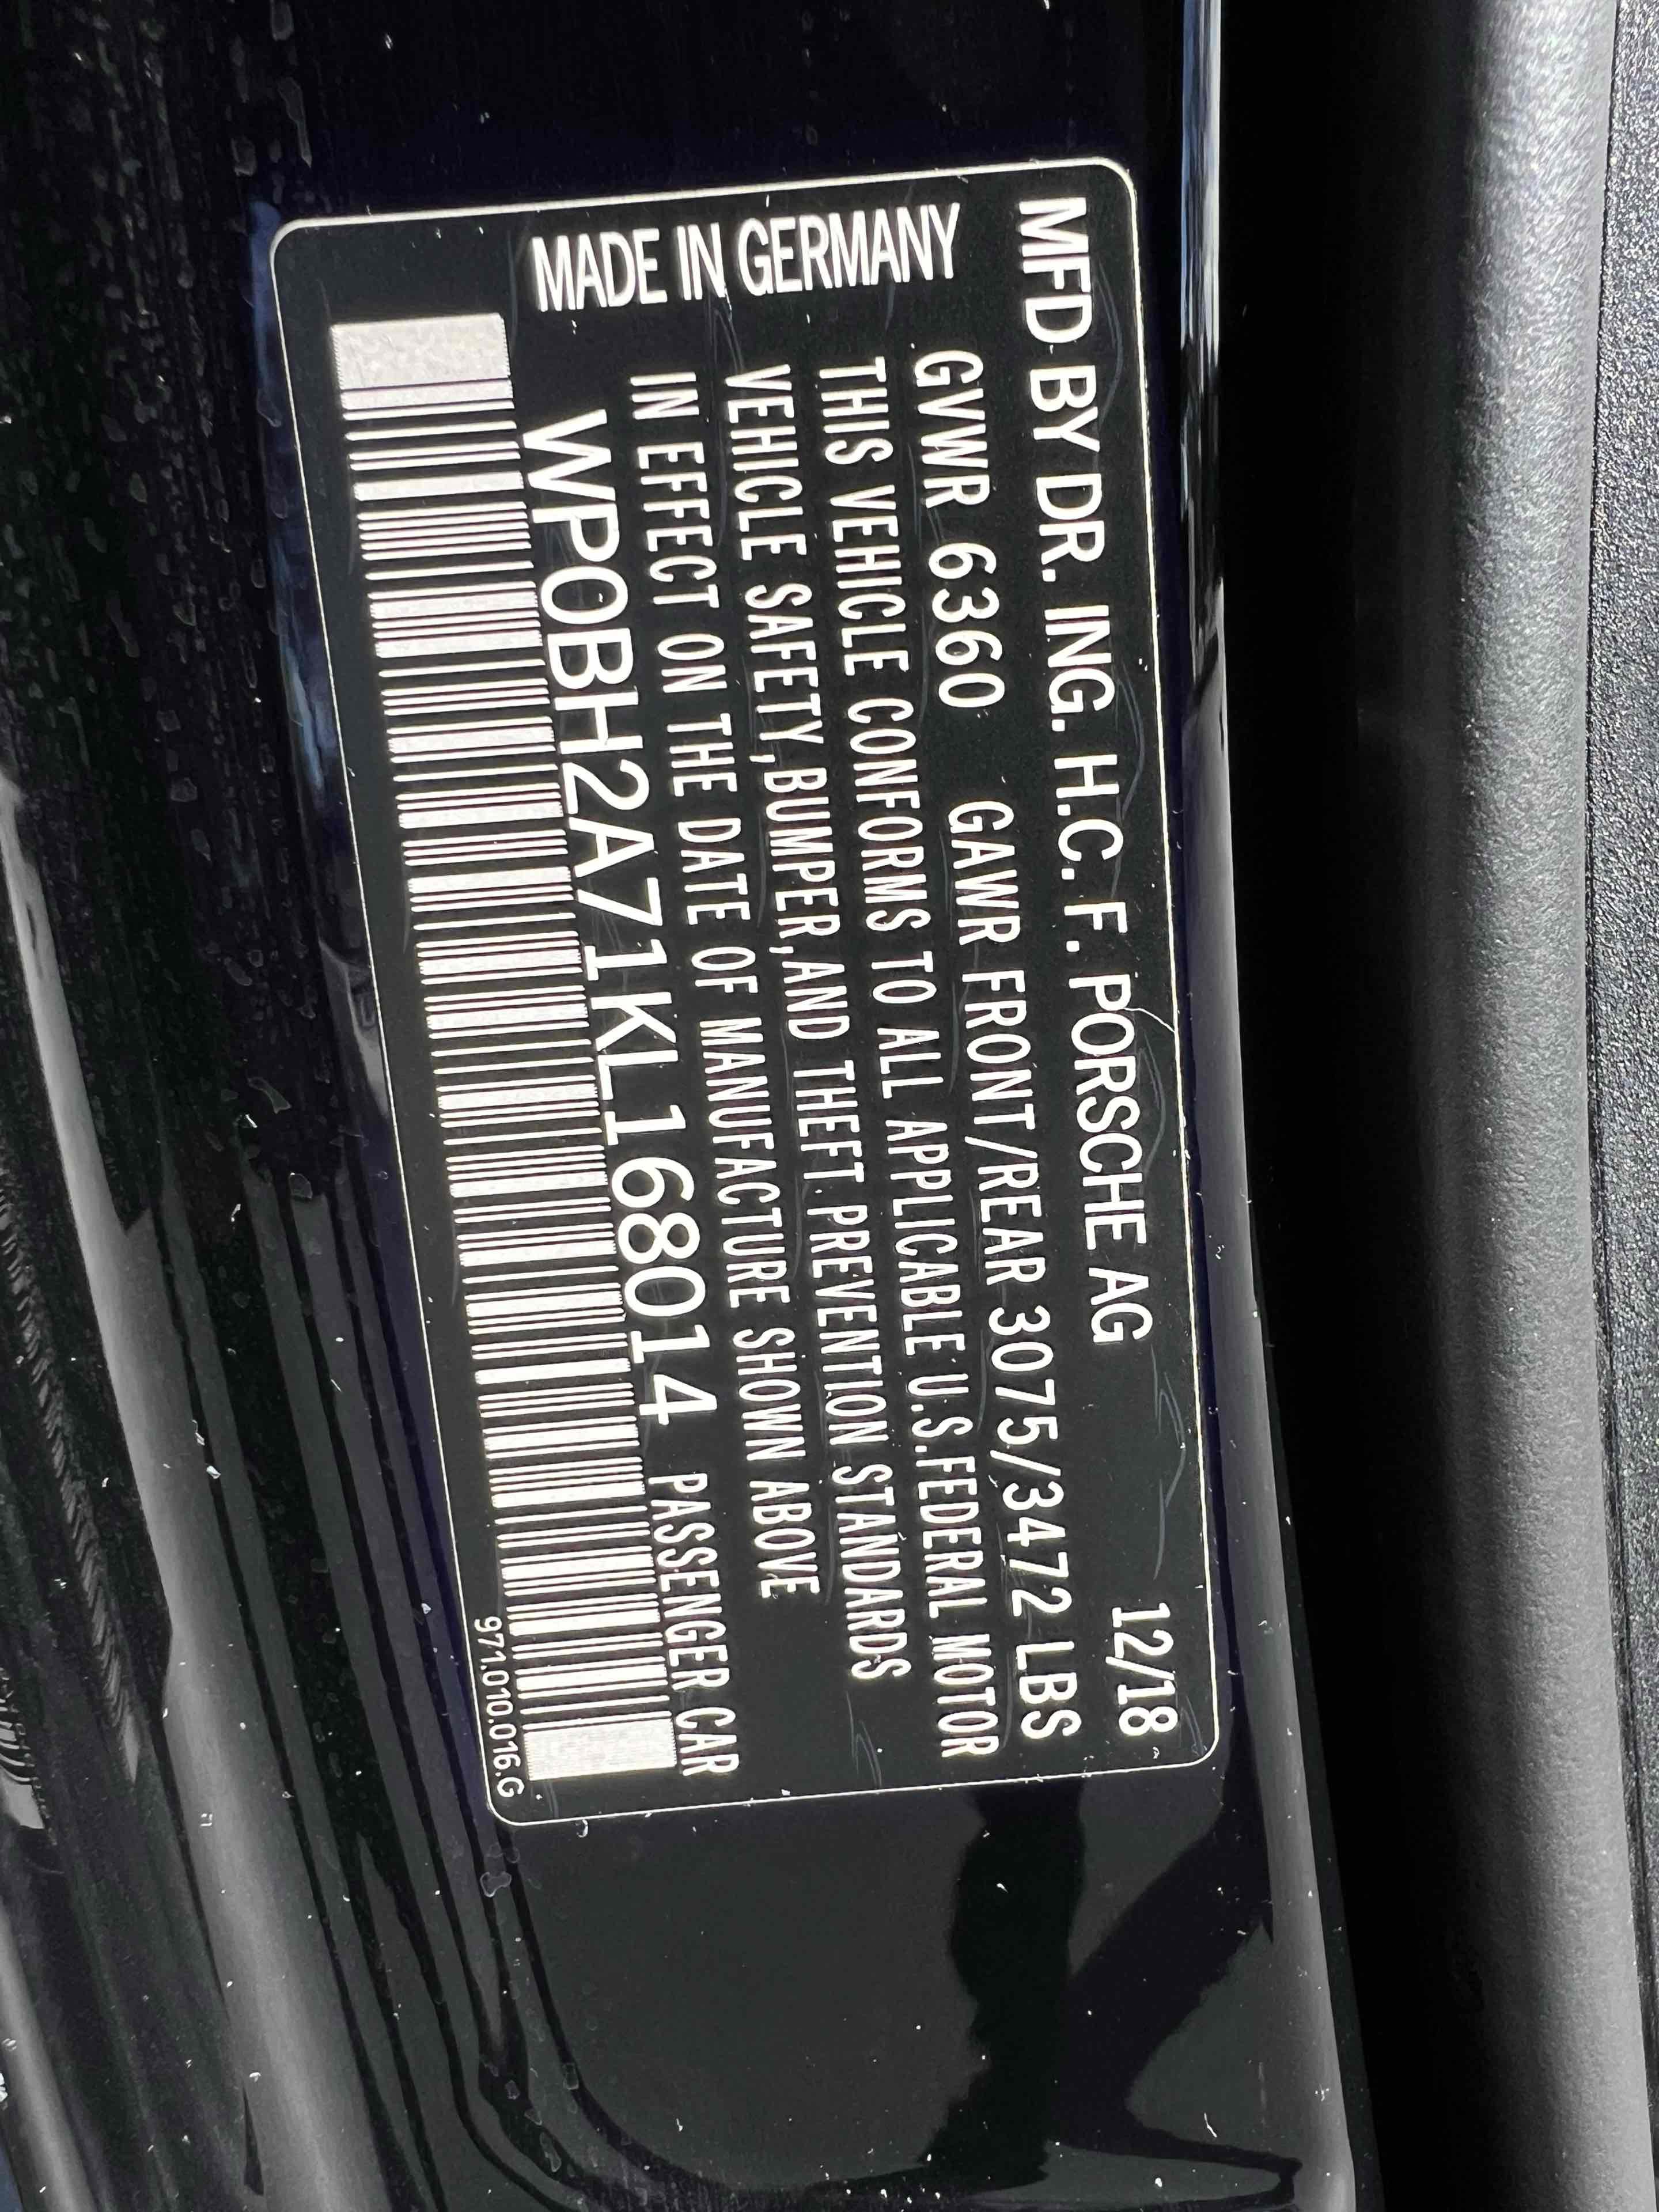 MFD BY DR. ING. H.C. F. PORSCHE AG 12/18
GVWR 6360 GAWR FRONT/REAR 3075/3472 LBS
THIS VEHICLE CONFORMS TO ALL APPLICABLE U.S.FEDERAL MOTOR
VEHICLE SAFETY,BUMPER,AND THEFT PREVENTION STANDARDS
IN EFFECT ON THE DATE OF MANUFACTURE SHOWN ABOVE
WP0BH2A71KL168014 PASSENGER CAR
MADE IN GERMANY
971.010.016.G